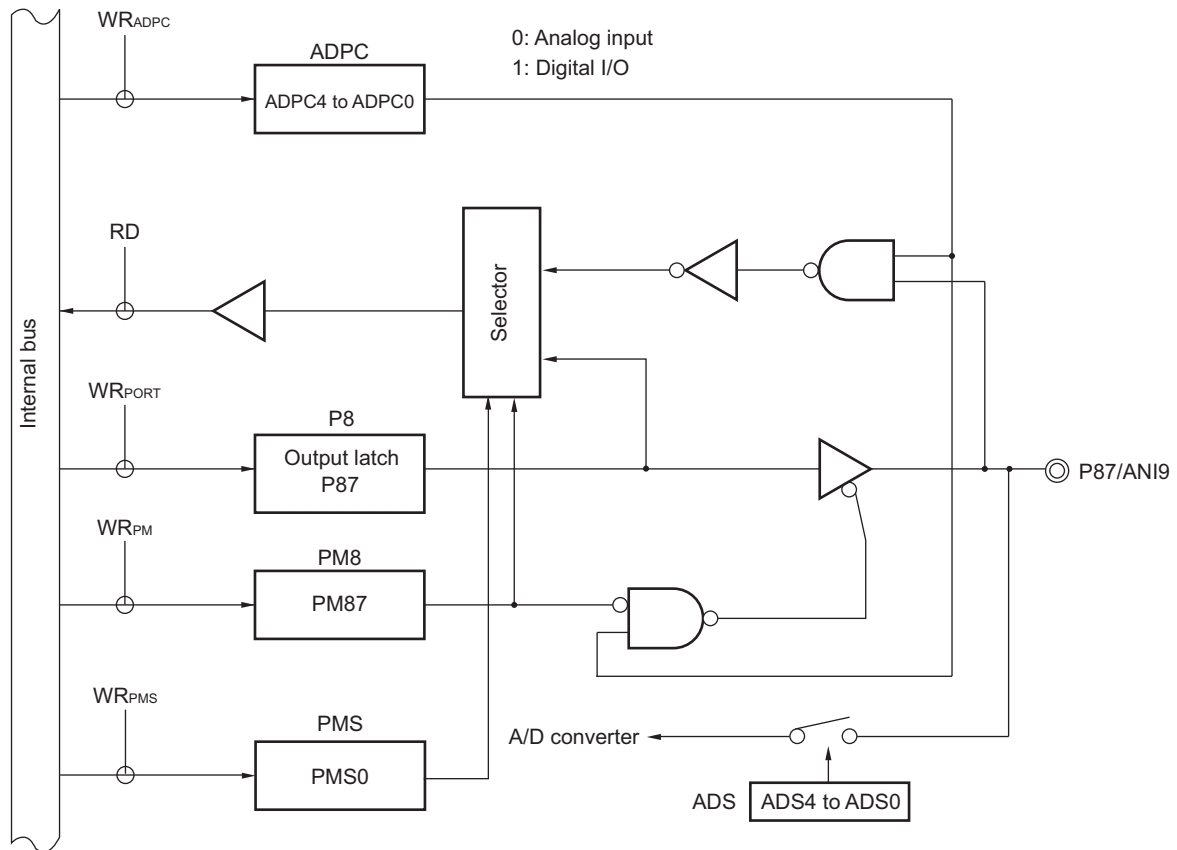 WRADPC
ADPC
0: Analog input
1: Digital I/O
ADPC4 to ADPC0
RD
Selector
Internal bus
WRPORT
P8
Output latch
P87
P87/ANI9
WRPM
PM8
PM87
WRPMS
PMS
PMS0
A/D converter
ADS
ADS4 to ADS0